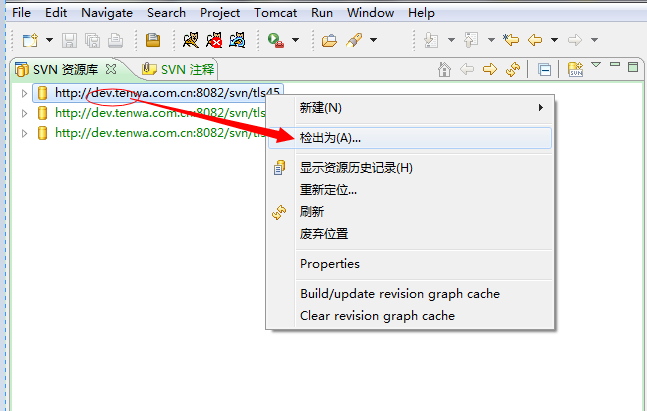 File Edit Navigate Search Project Tomcat Run Window Help
SVN 资源库 SVN 注释
http://dev.tenwa.com.cn:8082/svn/tls45
http://dev.tenwa.com.cn:8082/svn/tls
http://dev.tenwa.com.cn:8082/svn/tls
新建(N)
检出为(A)...
显示资源历史记录(H)
重新定位...
刷新
废弃位置
Properties
Build/update revision graph cache
Clear revision graph cache